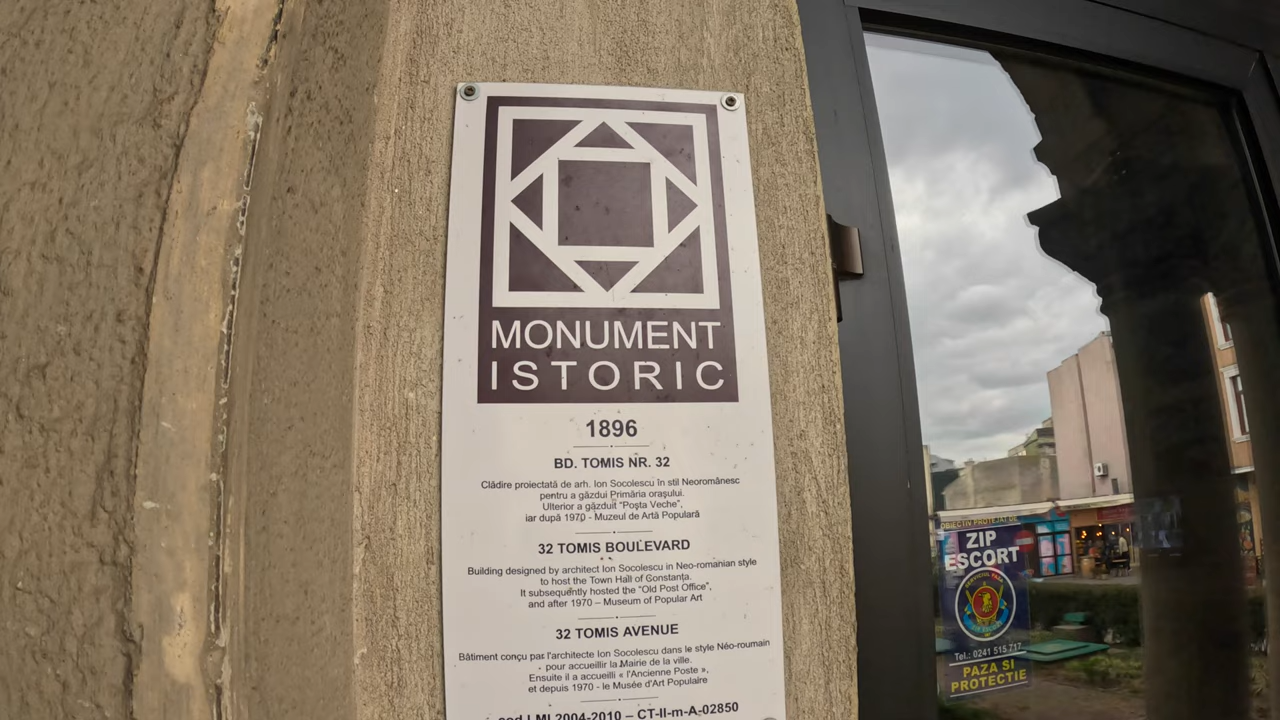 MONUMENT
ISTORIC
1896
BD. TOMIS NR. 32
Clădire proiectată de arh. Ion Socolescu în stil Neoromânesc
pentru a găzdui Primăria orașului.
Ulterior a găzduit "Poșta Veche",
iar după 1970 - Muzeul de Artă Populară
32 TOMIS BOULEVARD
Building designed by architect Ion Socolescu in Neo-romanian style
to host the Town Hall of Constanța.
It subsequently hosted the "Old Post Office",
and after 1970 – Museum of Popular Art
32 TOMIS AVENUE
Bâtiment conçu par l'architecte Ion Socolescu dans le style Néo-roumain
pour accueillir la Mairie de la ville.
Ensuite il a accueilli « l'Ancienne Poste »,
et depuis 1970 - le Musée d'Art Populaire
cod LMI 2004-2010 – CT-II-m-A-02850
OBIECTIV PROTEJAT DE
ZIP
ESCORT
Tel.: 0241 515 717
PAZA SI
PROTECTIE